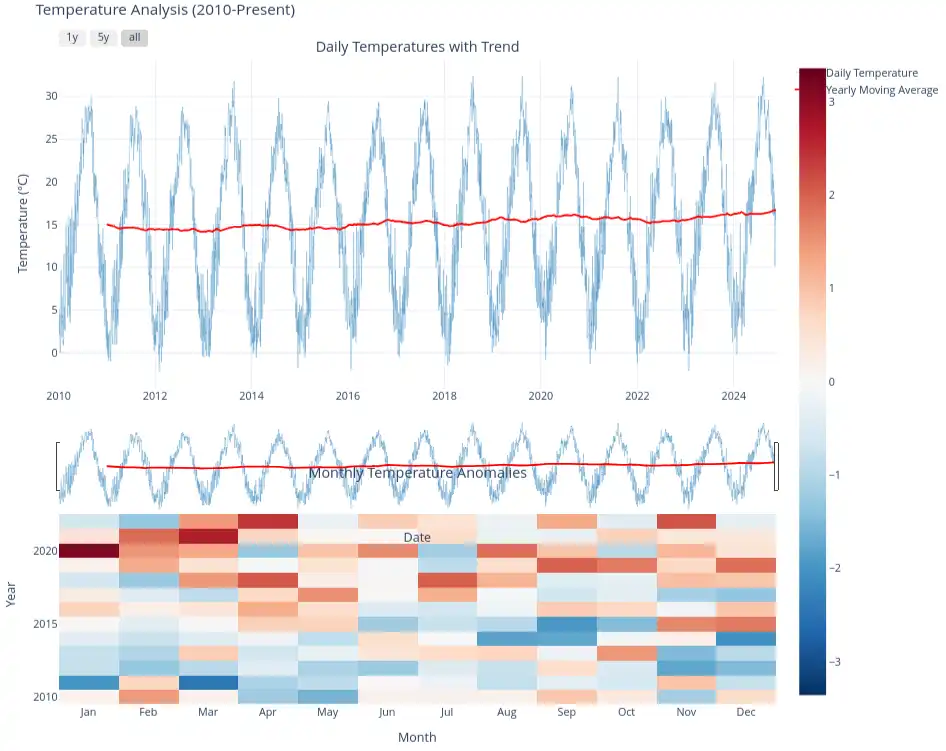 Temperature Analysis (2010-Present)
1y 5y all
Daily Temperatures with Trend
Daily Temperature
Yearly Moving Average
Temperature (°C)
30
25
20
15
10
5
0
2010 2012 2014 2016 2018 2020 2022 2024
3
2
1
0
−1
−2
−3
Monthly Temperature Anomalies
Date
Year
2020
2015
2010
Jan Feb Mar Apr May Jun Jul Aug Sep Oct Nov Dec
Month